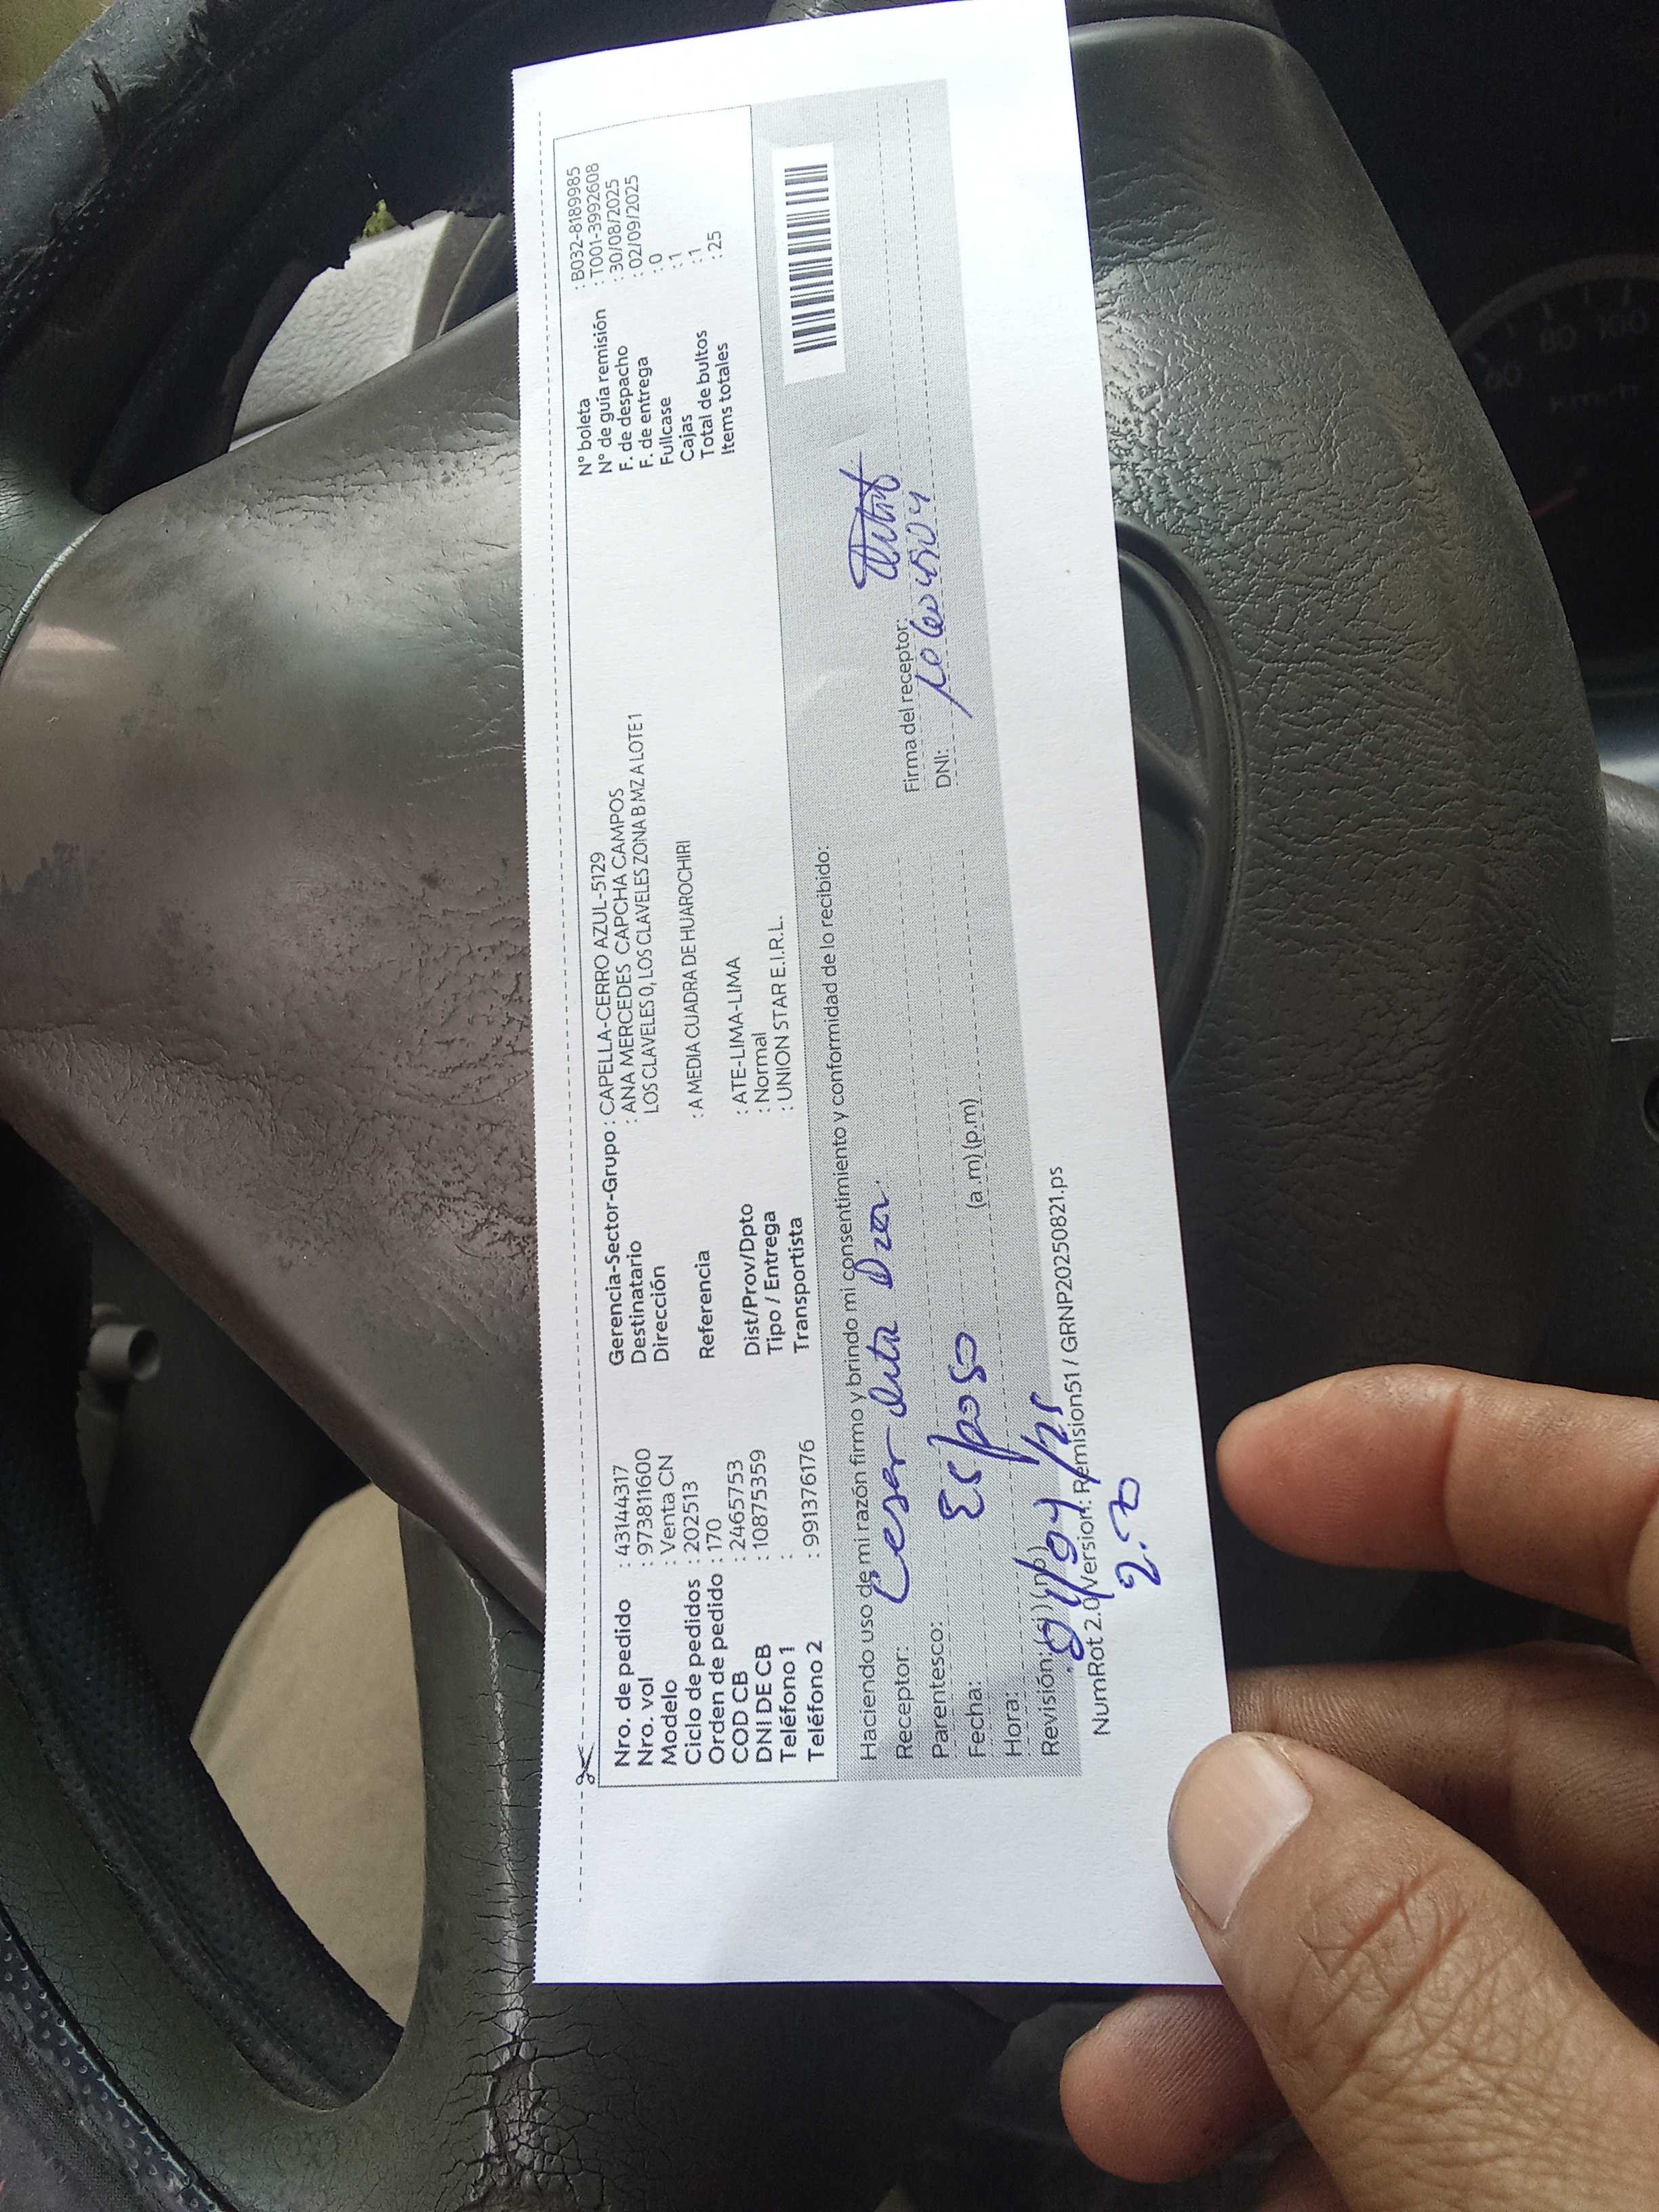 Nro. de pedido : 43144317
Nro. vol : 973811600
Modelo : Venta CN
Ciclo de pedidos : 202513
Orden de pedido : 170
COD CB : 2465753
DNI DE CB : 10875359
Teléfono 1 :
Teléfono 2 : 991376176
Gerencia-Sector-Grupo : CAPELLA-CERRO AZUL-5129
Destinatario : ANA MERCEDES CAPCHA CAMPOS
Dirección LOS CLAVELES 0, LOS CLAVELES ZONA B MZ A LOTE 1
Referencia : A MEDIA CUADRA DE HUAROCHIRI
Dist/Prov/Dpto : ATE-LIMA-LIMA
Tipo / Entrega : Normal
Transportista : UNION STAR E.I.R.L.
N° boleta : B032-8189985
N° de guía remisión : T001-3992608
F. de despacho : 30/08/2025
F. de entrega : 02/09/2025
Fullcase : 0
Cajas : 1
Total de bultos : 1
Items totales : 25
Haciendo uso de mi razón firmo y brindo mi consentimiento y conformidad de lo recibido:
Receptor: Cesar
Parentesco: Esposo
Fecha:
Hora: (a.m) (p.m)
Revisión: (si) (no)
Firma del receptor:
DNI:
NumRot 2.0 Version: Remision51 / GRNP20250821.ps